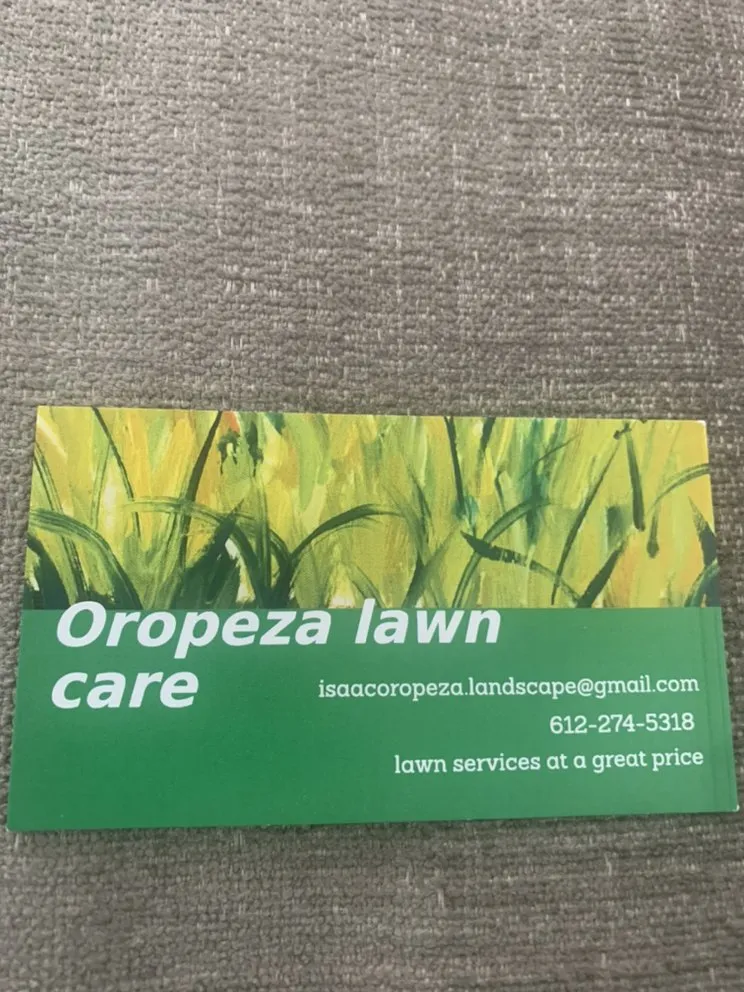 Oropeza lawn
care
isaacoropeza.landscape@gmail.com
612-274-5318
lawn services at a great price